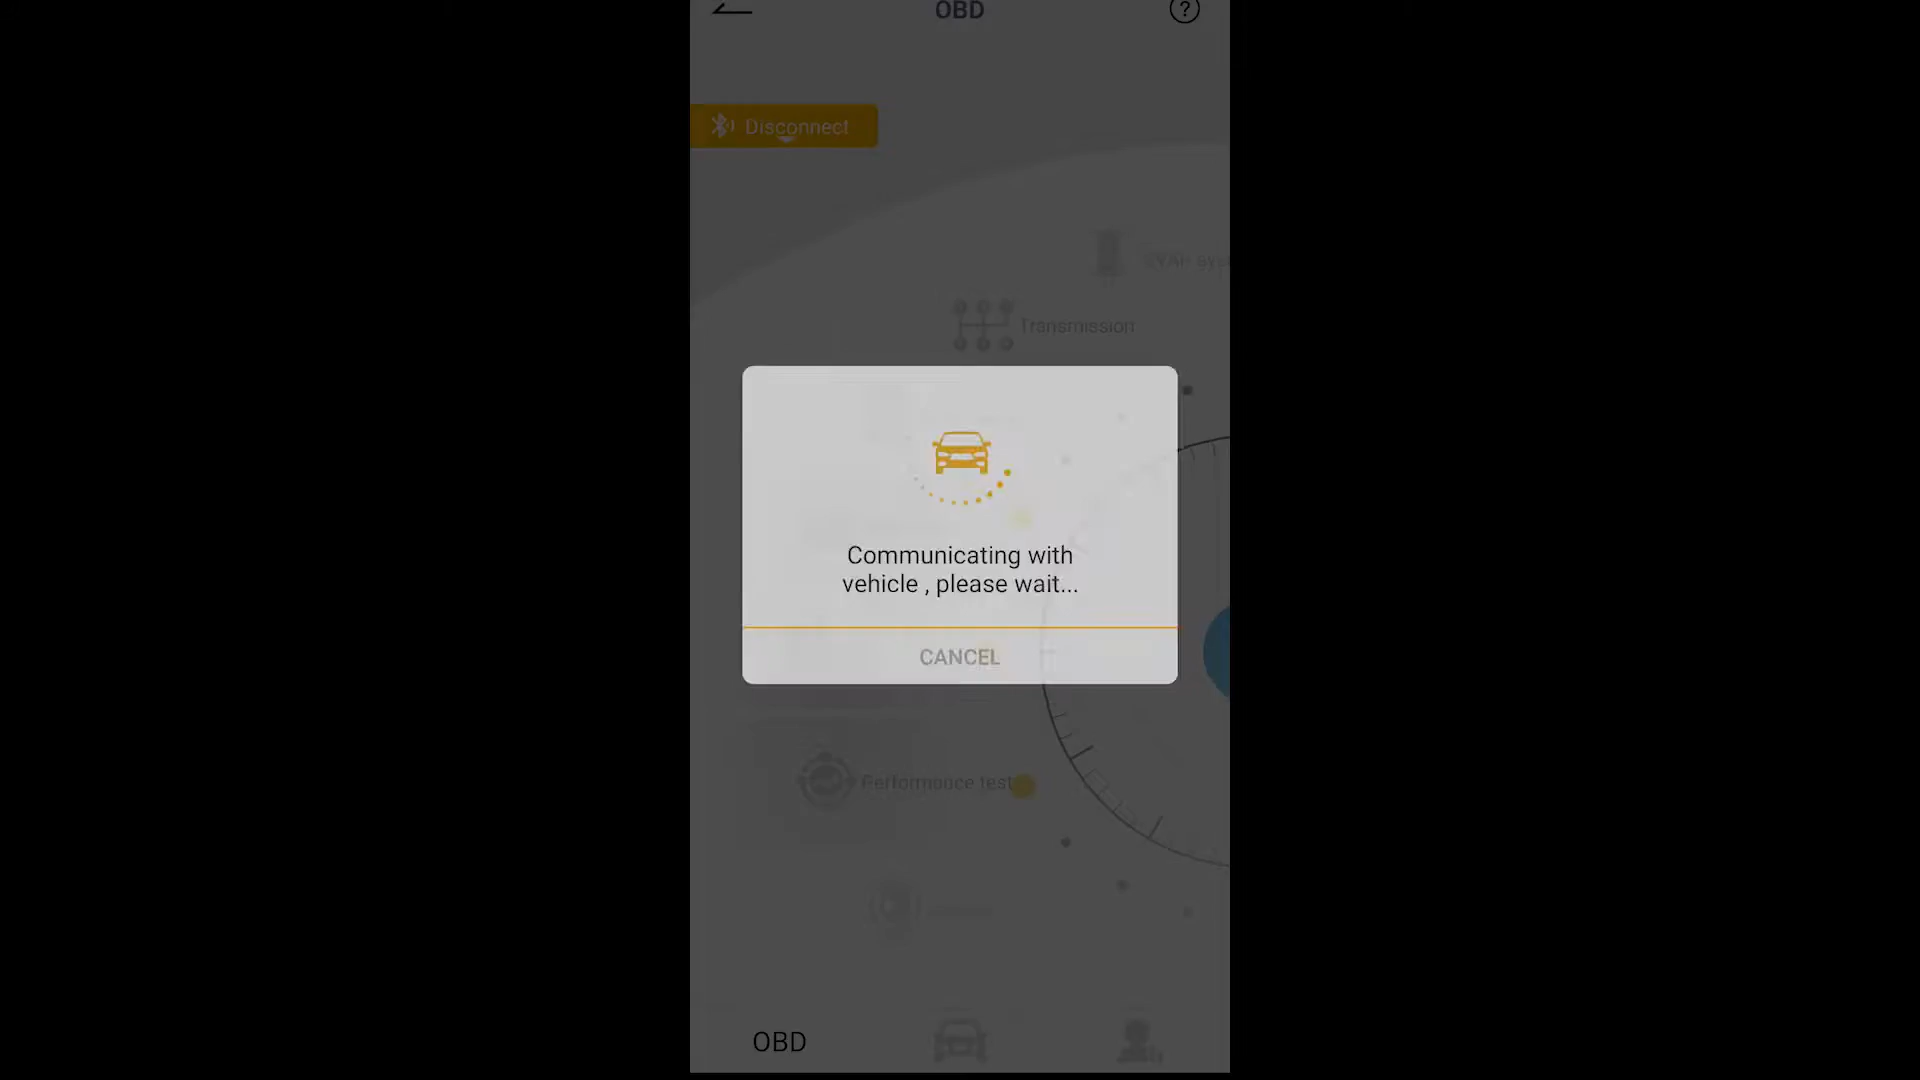 OBD
?
Disconnect
Transmission
Communicating with
vehicle , please wait...
CANCEL
Performance test
OBD